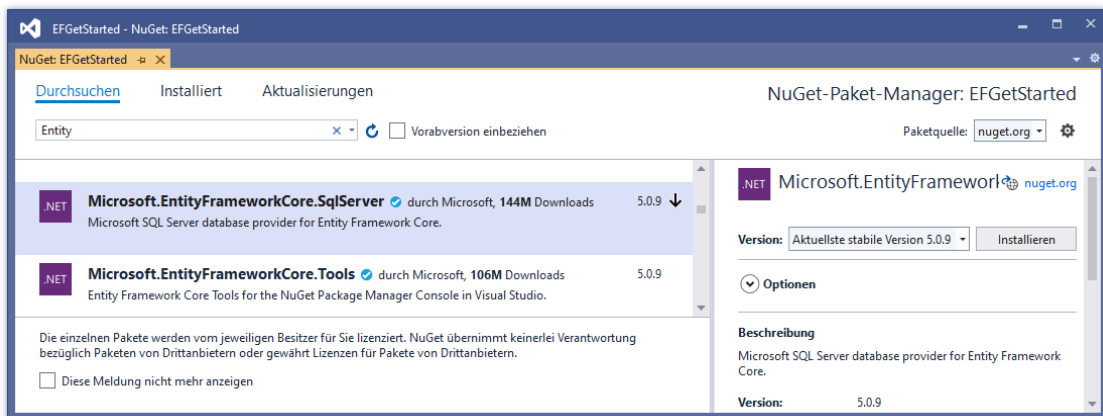 EFGetStarted - NuGet: EFGetStarted
NuGet: EFGetStarted
Durchsuchen Installiert Aktualisierungen
NuGet-Paket-Manager: EFGetStarted
Entity
Vorabversion einbeziehen
Paketquelle: nuget.org
.NET
Microsoft.EntityFrameworkCore.SqlServer durch Microsoft, 144M Downloads 5.0.9
Microsoft SQL Server database provider for Entity Framework Core.
.NET
Microsoft.EntityFrameworkCore.Tools durch Microsoft, 106M Downloads 5.0.9
Entity Framework Core Tools for the NuGet Package Manager Console in Visual Studio.
Die einzelnen Pakete werden vom jeweiligen Besitzer für Sie lizenziert. NuGet übernimmt keinerlei Verantwortung
bezüglich Paketen von Drittanbietern oder gewährt Lizenzen für Pakete von Drittanbietern.
Diese Meldung nicht mehr anzeigen
.NET
Microsoft.EntityFramework nuget.org
Version: Aktuellste stabile Version 5.0.9 Installieren
Optionen
Beschreibung
Microsoft SQL Server database provider for Entity Framework
Core.
Version: 5.0.9